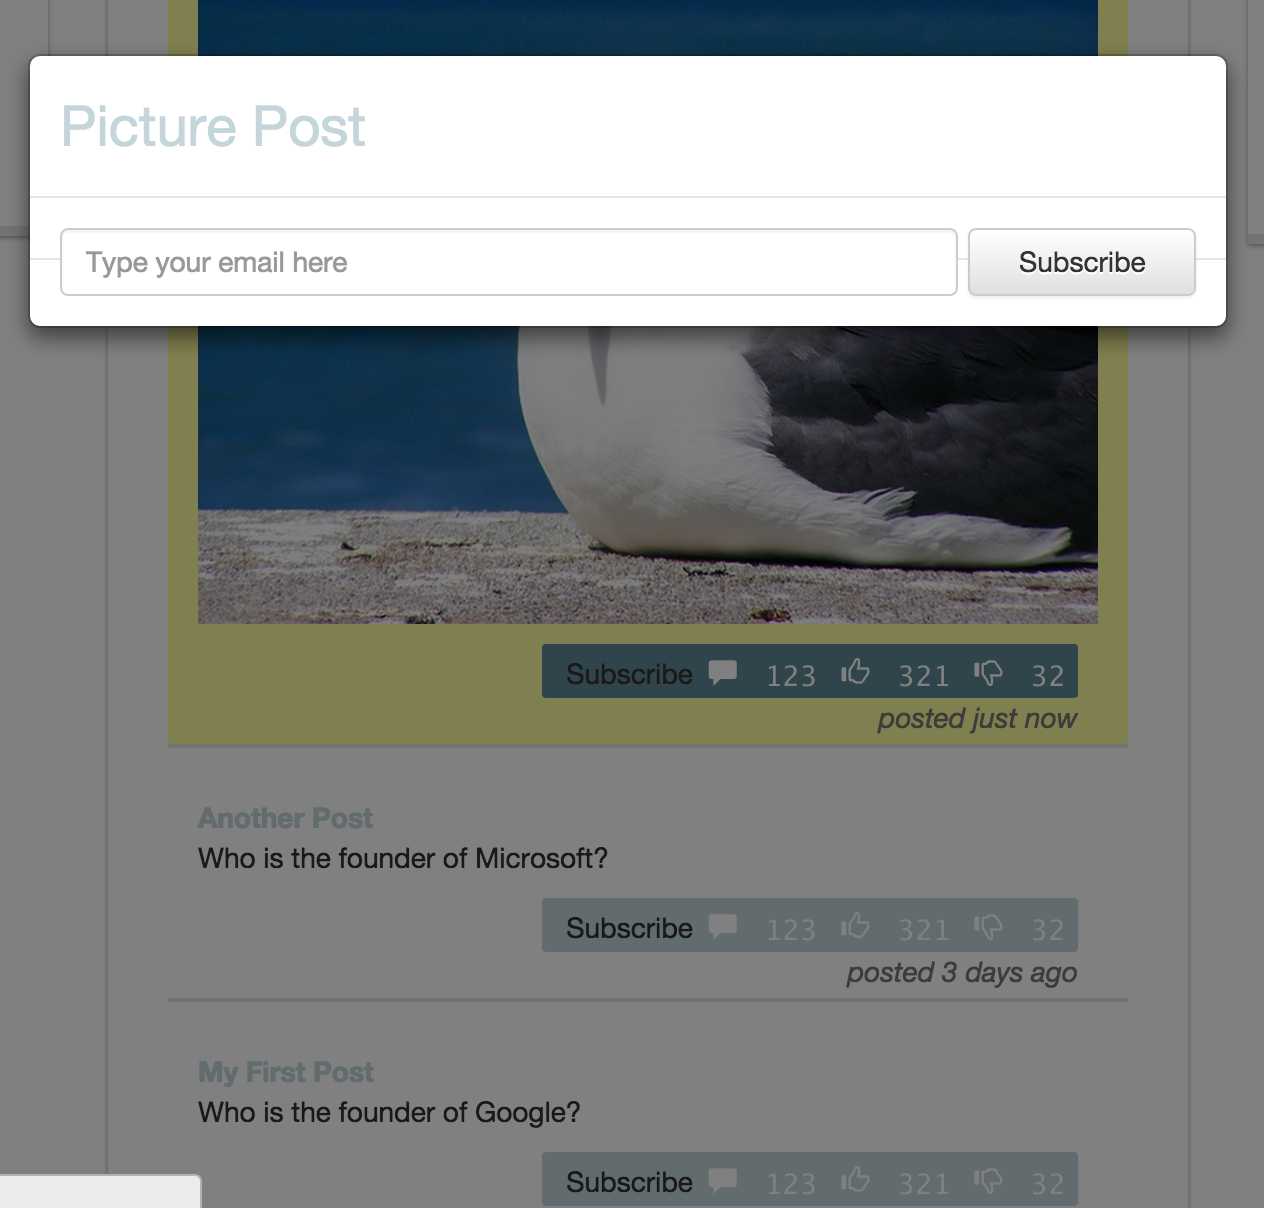 Picture Post
Type your email here Subscribe
Subscribe 123 321 32
posted just now
Another Post
Who is the founder of Microsoft?
Subscribe 123 321 32
posted 3 days ago
My First Post
Who is the founder of Google?
Subscribe 123 321 32